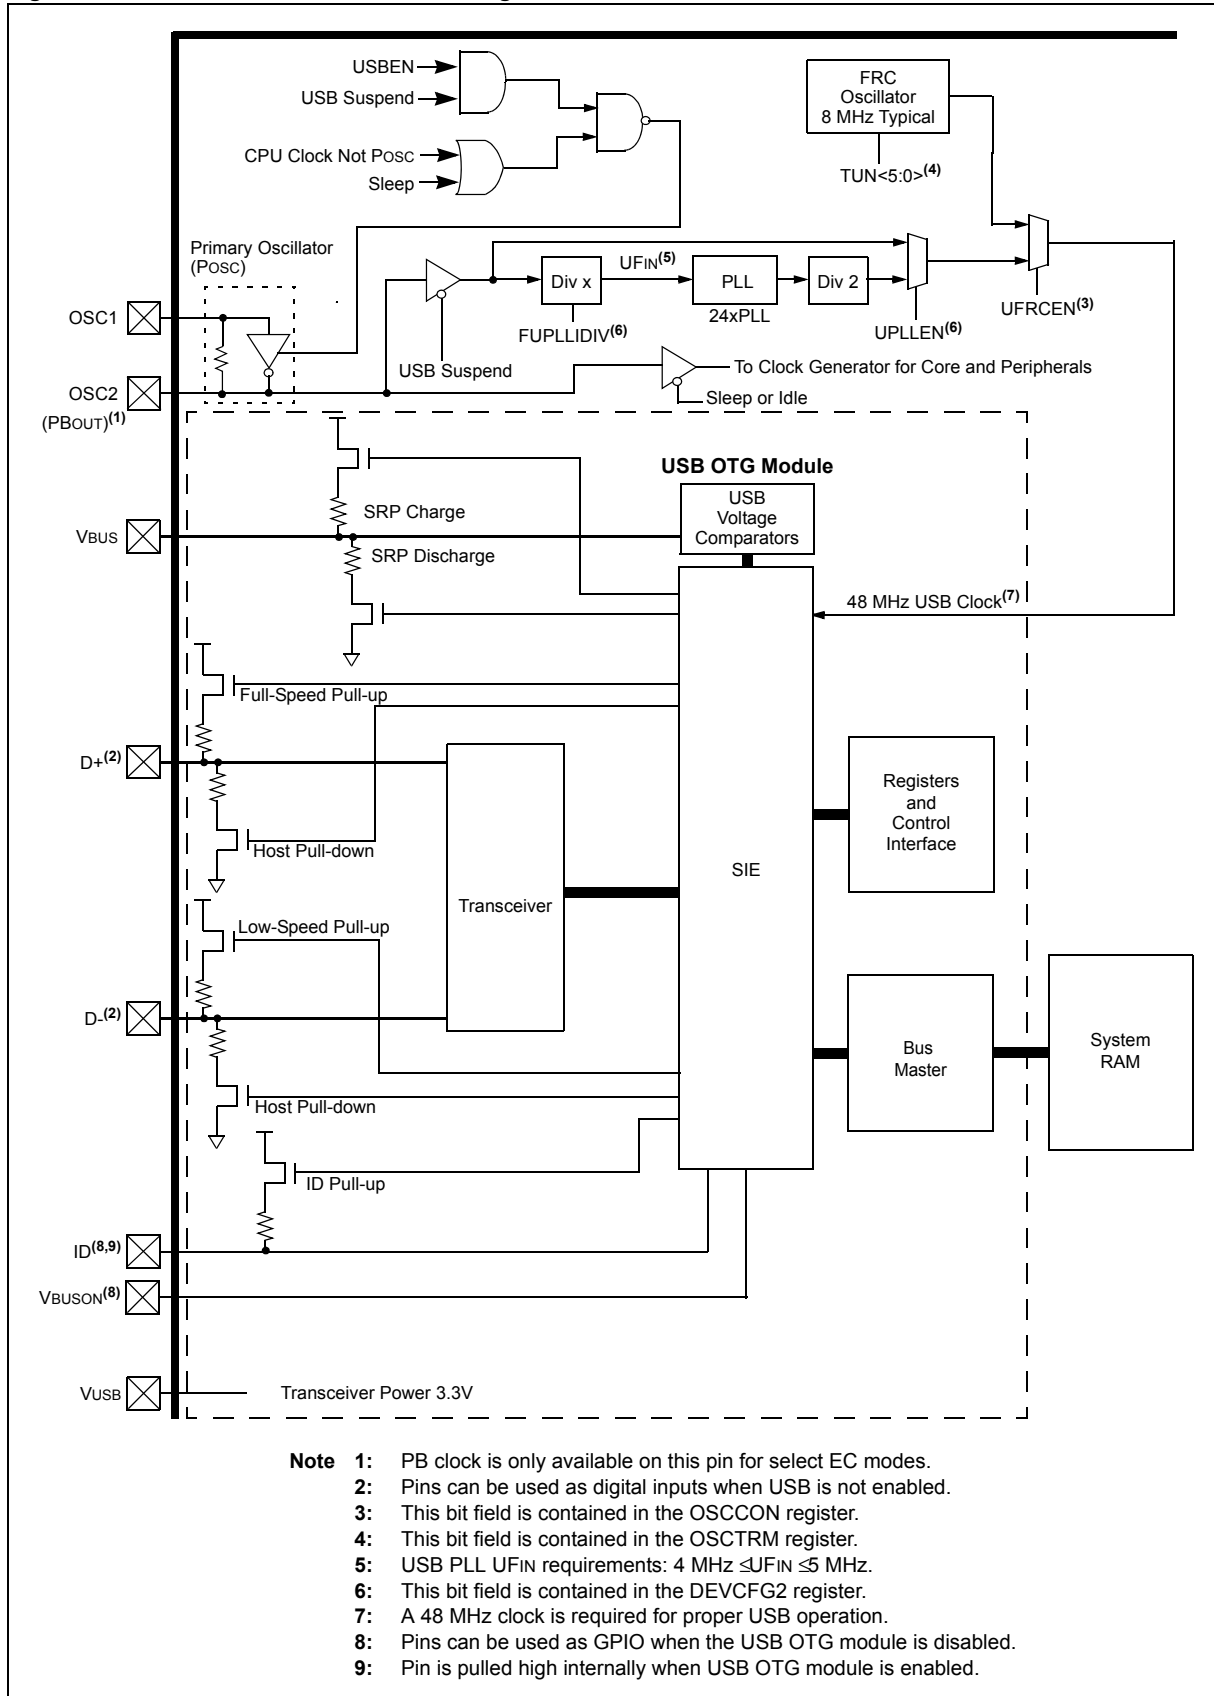 USBEN
USB Suspend
CPU Clock Not POSC
Sleep
FRC
Oscillator
8 MHz Typical
TUN<5:0>(4)
Primary Oscillator
(POSC)
UFIN(5)
Div x
PLL
Div 2
24xPLL
FUPLLIDIV(6)
UPLLEN(6)
UFRCEN(3)
OSC1
USB Suspend
To Clock Generator for Core and Peripherals
OSC2
Sleep or Idle
(PBOUT)(1)
USB OTG Module
USB
Voltage
Comparators
SRP Charge
VBUS
SRP Discharge
48 MHz USB Clock(7)
Full-Speed Pull-up
D+(2)
Registers
and
Control
Interface
Host Pull-down
SIE
Transceiver
Low-Speed Pull-up
D-(2)
Bus
Master
System
RAM
Host Pull-down
ID Pull-up
ID(8,9)
VBUSON(8)
VUSB
Transceiver Power 3.3V
Note 1: PB clock is only available on this pin for select EC modes.
2: Pins can be used as digital inputs when USB is not enabled.
3: This bit field is contained in the OSCCON register.
4: This bit field is contained in the OSCTRM register.
5: USB PLL UFIN requirements: 4 MHz ≤UFIN ≤5 MHz.
6: This bit field is contained in the DEVCFG2 register.
7: A 48 MHz clock is required for proper USB operation.
8: Pins can be used as GPIO when the USB OTG module is disabled.
9: Pin is pulled high internally when USB OTG module is enabled.